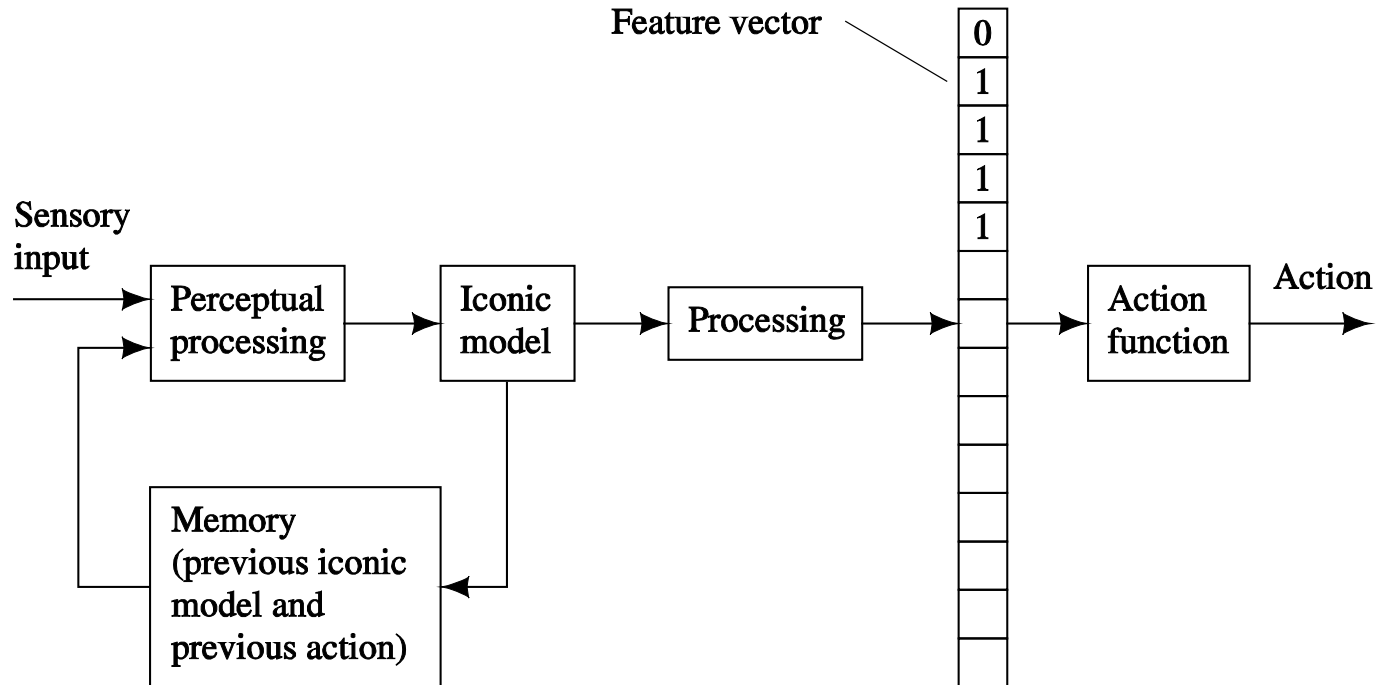 Feature vector
0
1
1
1
1
Sensory
input
Perceptual
processing
Iconic
model
Processing
Action
function
Action
Memory
(previous iconic
model and
previous action)